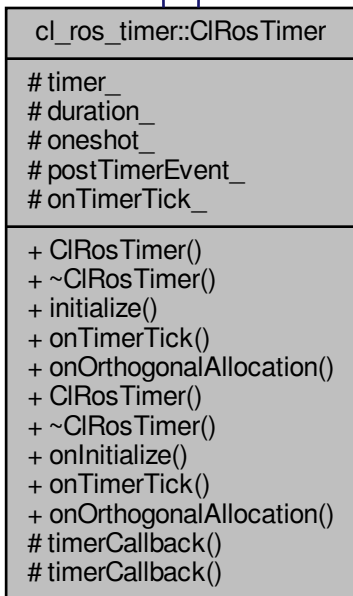 cl_ros_timer::ClRosTimer
# timer_
# duration_
# oneshot_
# postTimerEvent_
# onTimerTick_
+ ClRosTimer()
+ ~ClRosTimer()
+ initialize()
+ onTimerTick()
+ onOrthogonalAllocation()
+ ClRosTimer()
+ ~ClRosTimer()
+ onInitialize()
+ onTimerTick()
+ onOrthogonalAllocation()
# timerCallback()
# timerCallback()